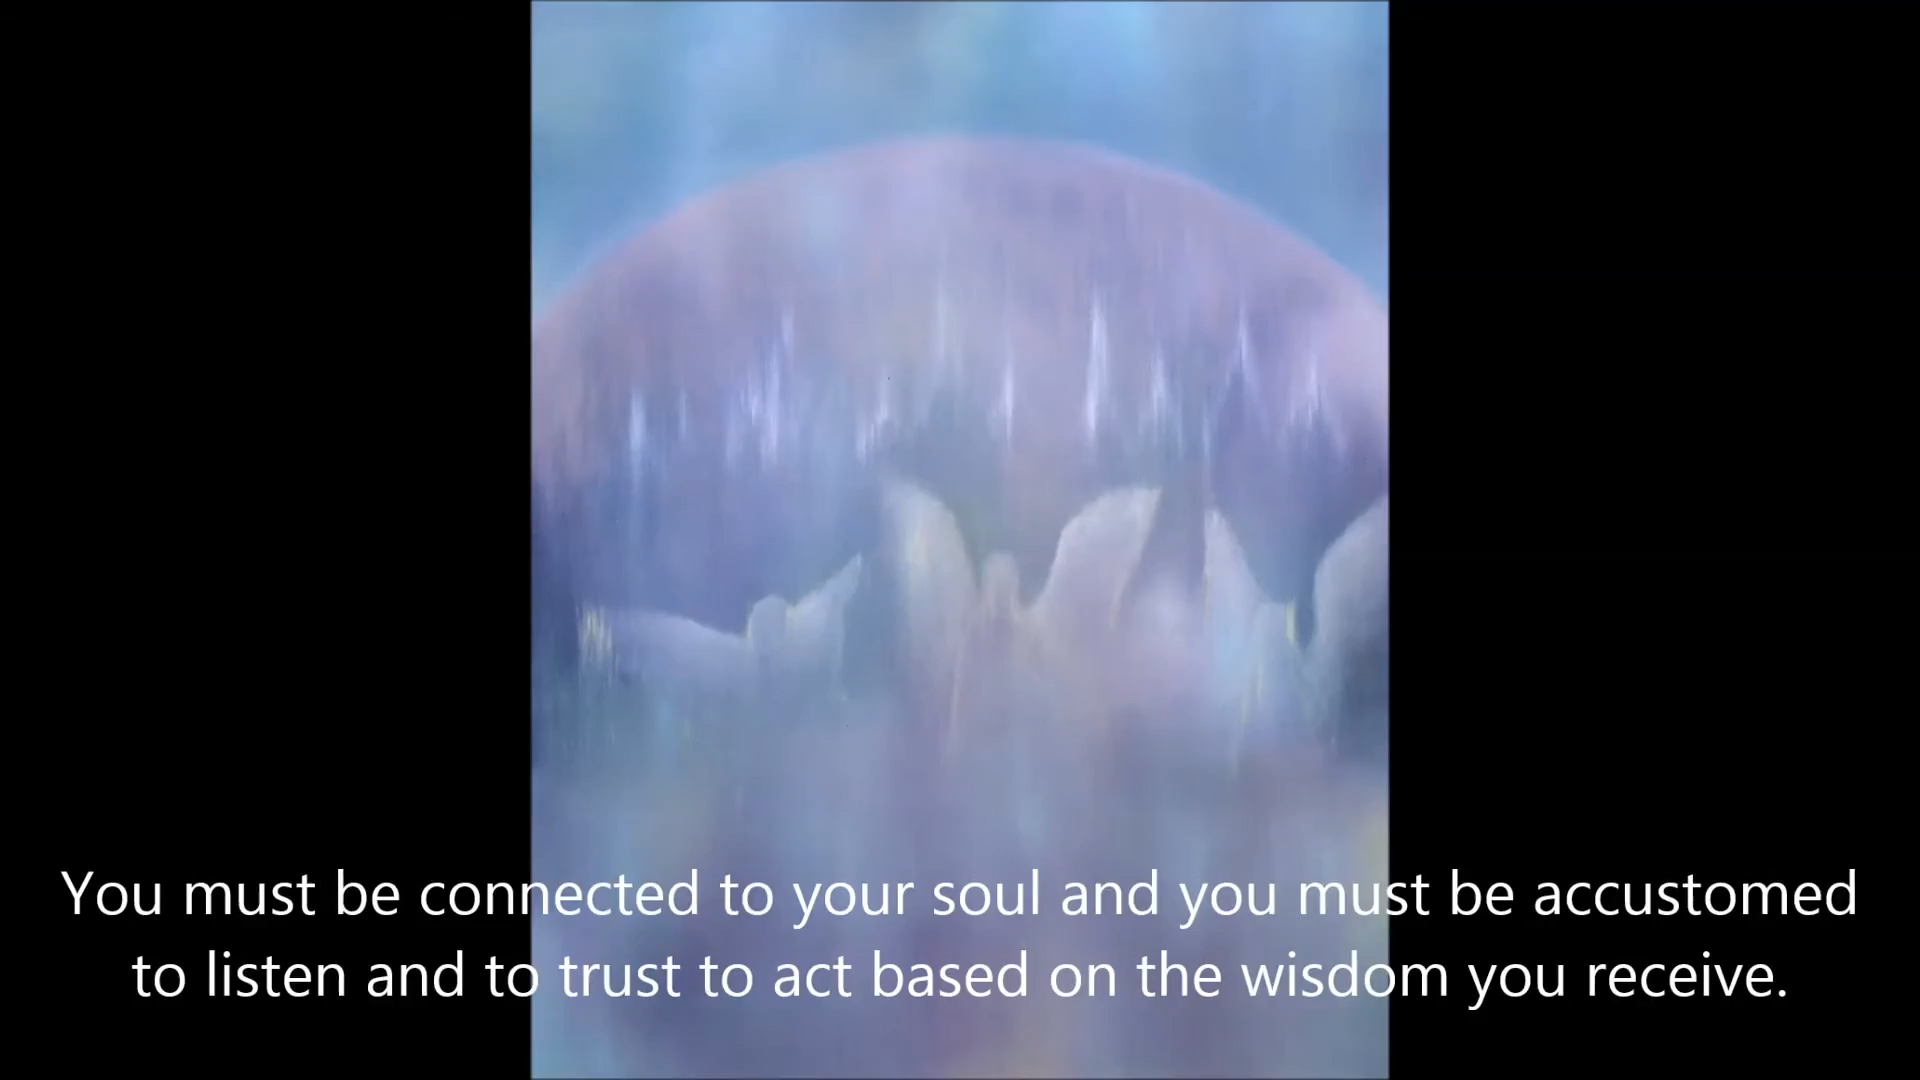 You must be connected to your soul and you must be accustomed
to listen and to trust to act based on the wisdom you receive.